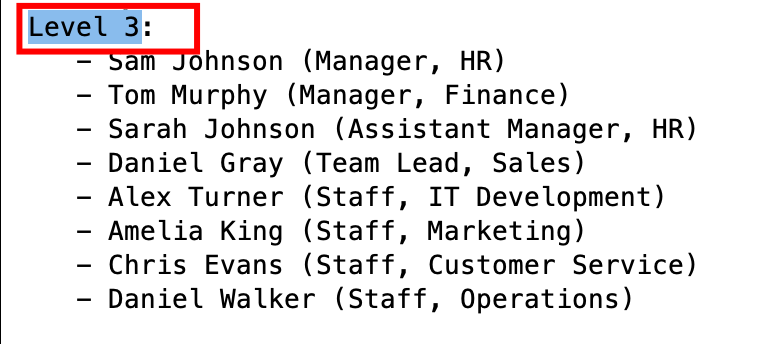 Level 3:
- Sam Johnson (Manager, HR)
- Tom Murphy (Manager, Finance)
- Sarah Johnson (Assistant Manager, HR)
- Daniel Gray (Team Lead, Sales)
- Alex Turner (Staff, IT Development)
- Amelia King (Staff, Marketing)
- Chris Evans (Staff, Customer Service)
- Daniel Walker (Staff, Operations)